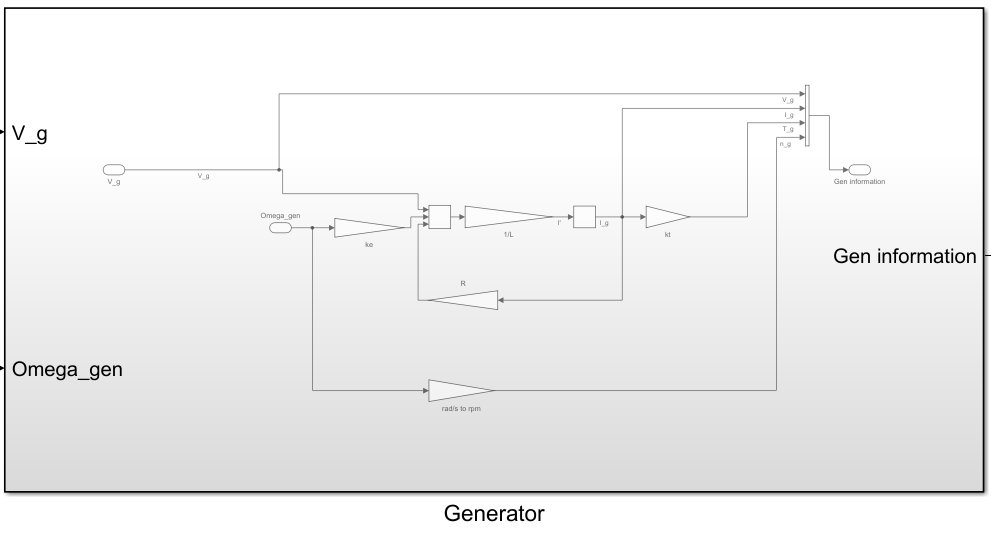 V_g
I_g
T_g
n_g
V_g
V_g
V_g
Gen information
Omega_gen
ke
1/L
I'
I_g
kt
Gen information
R
Omega_gen
rad/s to rpm
Generator